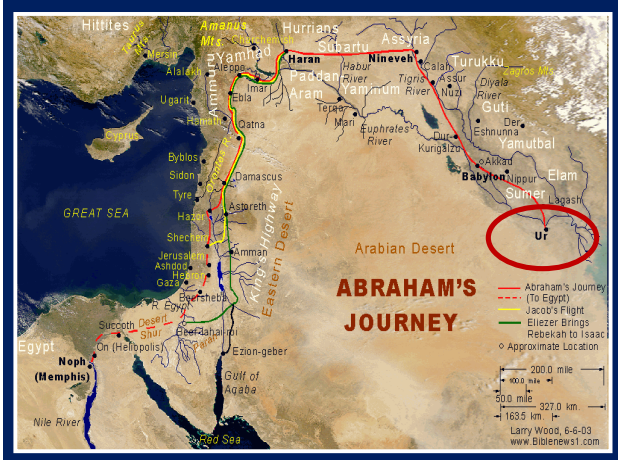 Hittites
Taurus
Mts.
Mersin
Amanus
Mts.
Hurrians
Assyria
Carchemish
Yamhad
Aleppo
Alalakh
Haran
Subartu
Nineveh
Calah
Turukku
Zagros Mts.
Imar
Habur
River
Tigris
River
Assur
Nuzi
Diyala
River
Paddan
Aram
Yaminum
Ammuru
Ebla
Ugarit
Terqa
Mari
Guti
Eshnunna
Der
Yamutbal
Hamath
Qatna
Euphrates
River
Dur-
Kurigalzu
Cyprus
Orontes R.
Byblos
Akkad
Babylon
Nippur
Elam
Sidon
Damascus
Sumer
Lagash
Tyre
GREAT SEA
Hazor
Astoreth
King's Highway
Eastern Desert
Ur
Shechem
Jerusalem
Amman
Arabian Desert
Ashdod
Hebron
Gaza
Beersheba
R. Egypt
ABRAHAM'S
JOURNEY
Abraham's Journey
(To Egypt)
Jacob's Flight
Eliezer Brings
Rebekah to Isaac
Approximate Location
Succoth
Desert
Shur
Beer-lahai-roi
Paran
Egypt
On (Heliopolis)
Noph
(Memphis)
Ezion-geber
Gulf of
Aqaba
200.0 mile
100.0 mile
50.0 mile
327.0 km.
163.5 km.
Nile River
Red Sea
Larry Wood, 6-6-03
www.Biblenews1.com